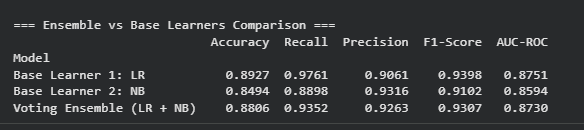 === Ensemble vs Base Learners Comparison ===
Accuracy Recall Precision F1-Score AUC-ROC
Model
Base Learner 1: LR 0.8927 0.9761 0.9061 0.9398 0.8751
Base Learner 2: NB 0.8494 0.8898 0.9316 0.9102 0.8594
Voting Ensemble (LR + NB) 0.8806 0.9352 0.9263 0.9307 0.8730